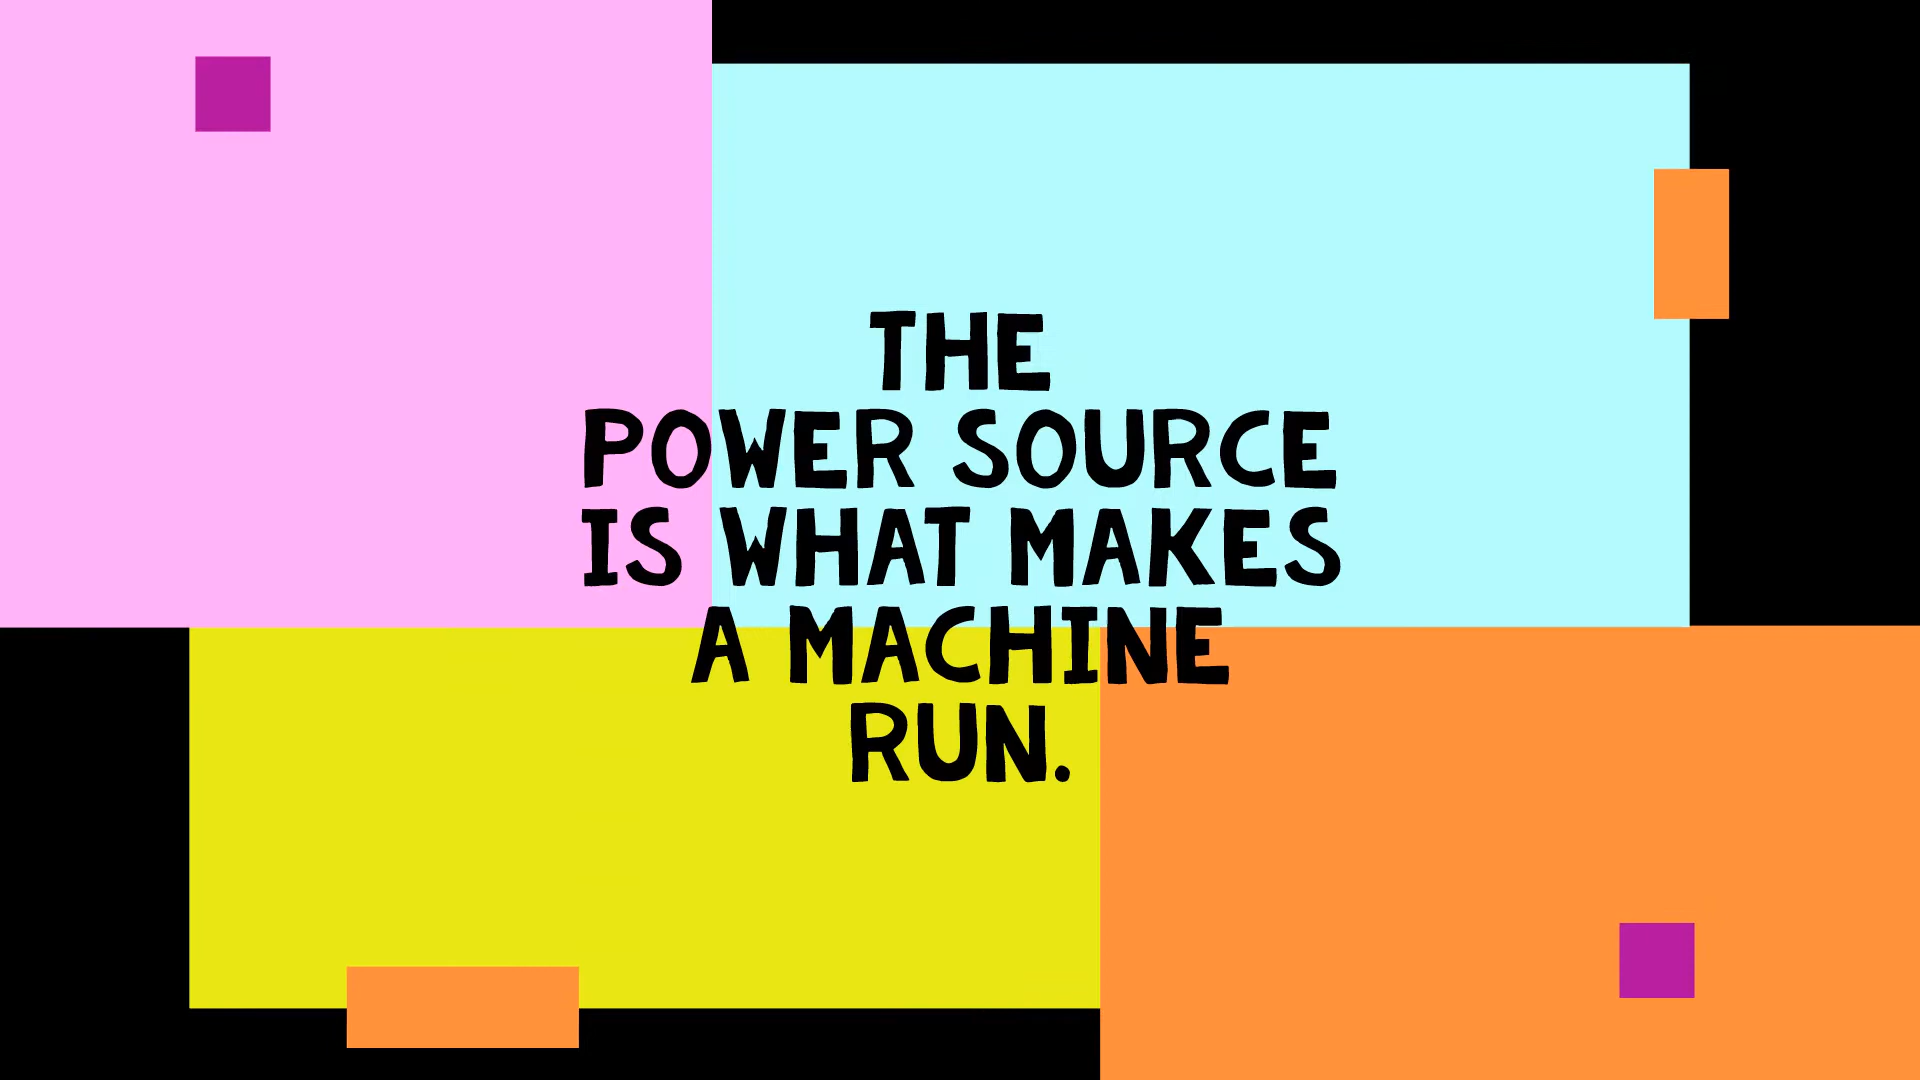 THE
POWER SOURCE
IS WHAT MAKES
A MACHINE
RUN.